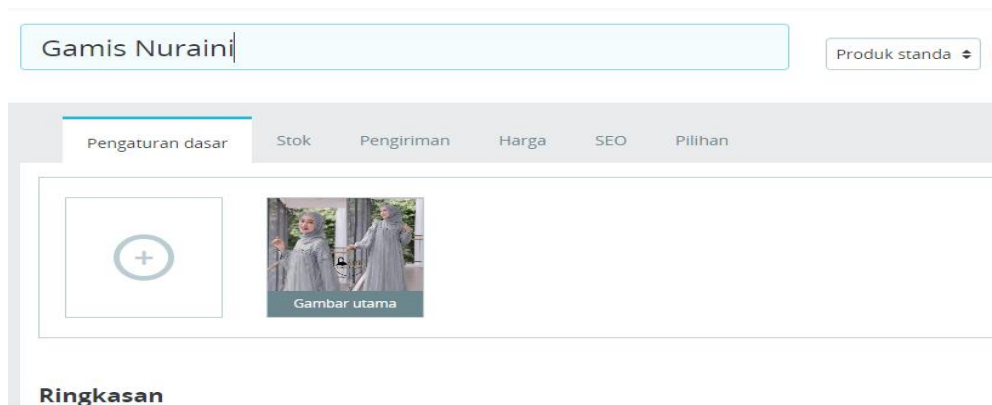 Gamis Nuraini
Produk standa
Pengaturan dasar Stok Pengiriman Harga SEO Pilihan
Gambar utama
Ringkasan